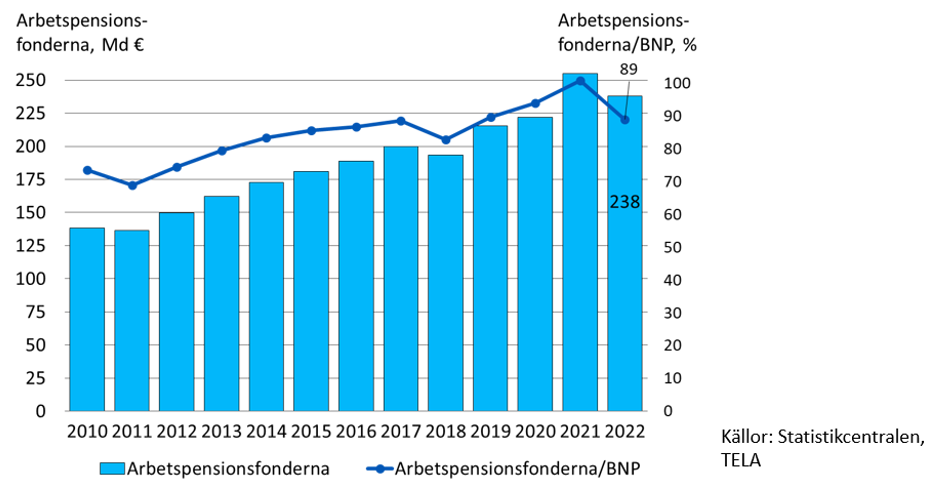 Arbetspensions-
fonderna, Md €
Arbetspensions-
fonderna/BNP, %
89
250
225
200
175
150
125
100
75
50
25
0
100
90
80
70
60
50
40
30
20
10
0
238
2010 2011 2012 2013 2014 2015 2016 2017 2018 2019 2020 2021 2022
Arbetspensionsfonderna
Arbetspensionsfonderna/BNP
Källor: Statistikcentralen,
TELA